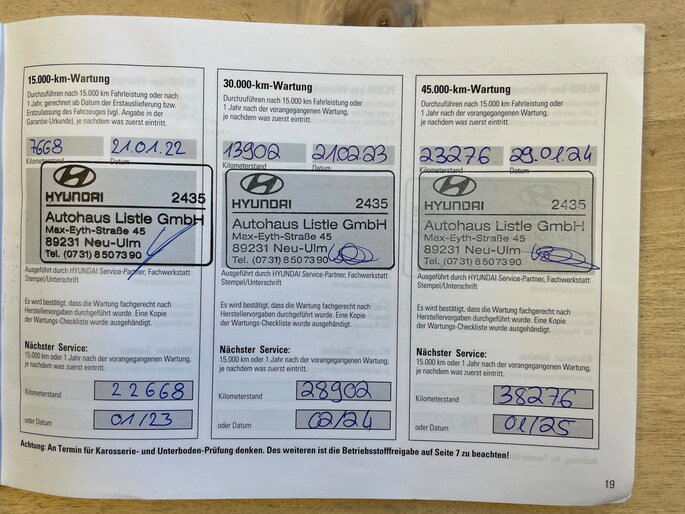 15.000-km-Wartung
Durchzuführen nach 15.000 km Fahrleistung oder nach
1 Jahr, gerechnet ab Datum der Erstauslieferung bzw.
Erstzulassung des Fahrzeuges (vgl. Angabe in der
Garantie-Urkunde), je nachdem was zuerst eintritt.
7668 21.01.22
Kilometerstand Datum
HYUNDAI 2435
Autohaus Listle GmbH
Max-Eyth-Straße 45
89231 Neu-Ulm
Tel. (0731) 8 50 73 90
Ausgeführt durch HYUNDAI Service-Partner, Fachwerkstatt
Stempel/Unterschrift
Es wird bestätigt, dass die Wartung fachgerecht nach
Herstellervorgaben durchgeführt wurde. Eine Kopie
der Wartungs-Checkliste wurde ausgehändigt.
Nächster Service:
15.000 km oder 1 Jahr nach der vorangegangenen Wartung,
je nachdem was zuerst eintritt.
Kilometerstand 22668
oder Datum 01/23
30.000-km-Wartung
Durchzuführen nach 15.000 km Fahrleistung oder
1 Jahr nach der vorangegangenen Wartung,
je nachdem was zuerst eintritt.
13902 21.02.23
Kilometerstand Datum
HYUNDAI 2435
Autohaus Listle GmbH
Max-Eyth-Straße 45
89231 Neu-Ulm
Tel. (0731) 8 50 73 90
Ausgeführt durch HYUNDAI Service-Partner, Fachwerkstatt
Stempel/Unterschrift
Es wird bestätigt, dass die Wartung fachgerecht nach
Herstellervorgaben durchgeführt wurde. Eine Kopie
der Wartungs-Checkliste wurde ausgehändigt.
Nächster Service:
15.000 km oder 1 Jahr nach der vorangegangenen Wartung,
je nachdem was zuerst eintritt.
Kilometerstand 28902
oder Datum 02/24
45.000-km-Wartung
Durchzuführen nach 15.000 km Fahrleistung oder
1 Jahr nach der vorangegangenen Wartung,
je nachdem was zuerst eintritt.
23276 29.01.24
Kilometerstand Datum
HYUNDAI 2435
Autohaus Listle GmbH
Max-Eyth-Straße 45
89231 Neu-Ulm
Tel. (0731) 8 50 73 90
Ausgeführt durch HYUNDAI Service-Partner, Fachwerkstatt
Stempel/Unterschrift
Es wird bestätigt, dass die Wartung fachgerecht nach
Herstellervorgaben durchgeführt wurde. Eine Kopie
der Wartungs-Checkliste wurde ausgehändigt.
Nächster Service:
15.000 km oder 1 Jahr nach der vorangegangenen Wartung,
je nachdem was zuerst eintritt.
Kilometerstand 38276
oder Datum 01/25
Achtung: An Termin für Karosserie- und Unterboden-Prüfung denken. Des weiteren ist die Betriebsstofffreigabe auf Seite 7 zu beachten!
19